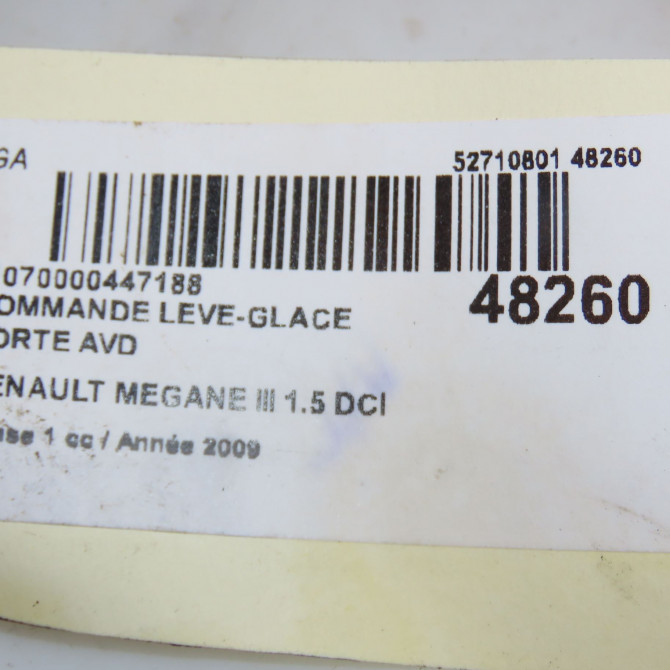 GA
52710801 48260
070000447188
48260
OMMANDE LEVE-GLACE
ORTE AVD
ENAULT MEGANE III 1.5 DCI
se 1 cc / Année 2009